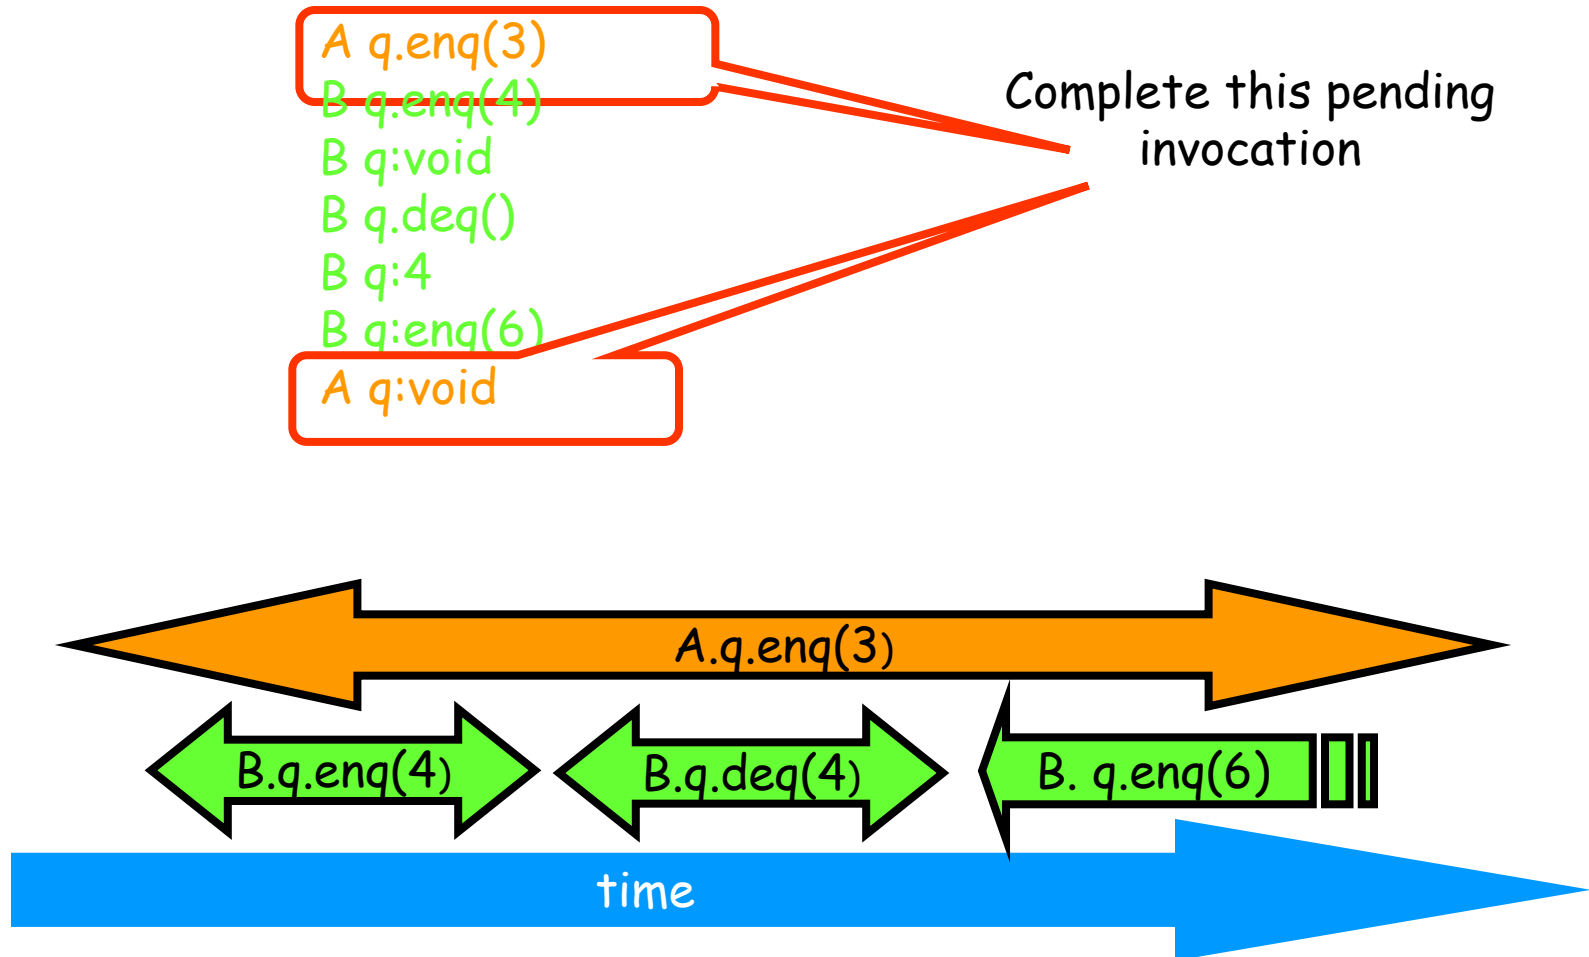 A q.enq(3)
B q.enq(4)
B q:void
B q.deq()
B q:4
B q:enq(6)
A q:void
Complete this pending
invocation
A.q.enq(3)
B.q.enq(4)
B.q.deq(4)
B. q.enq(6)
time